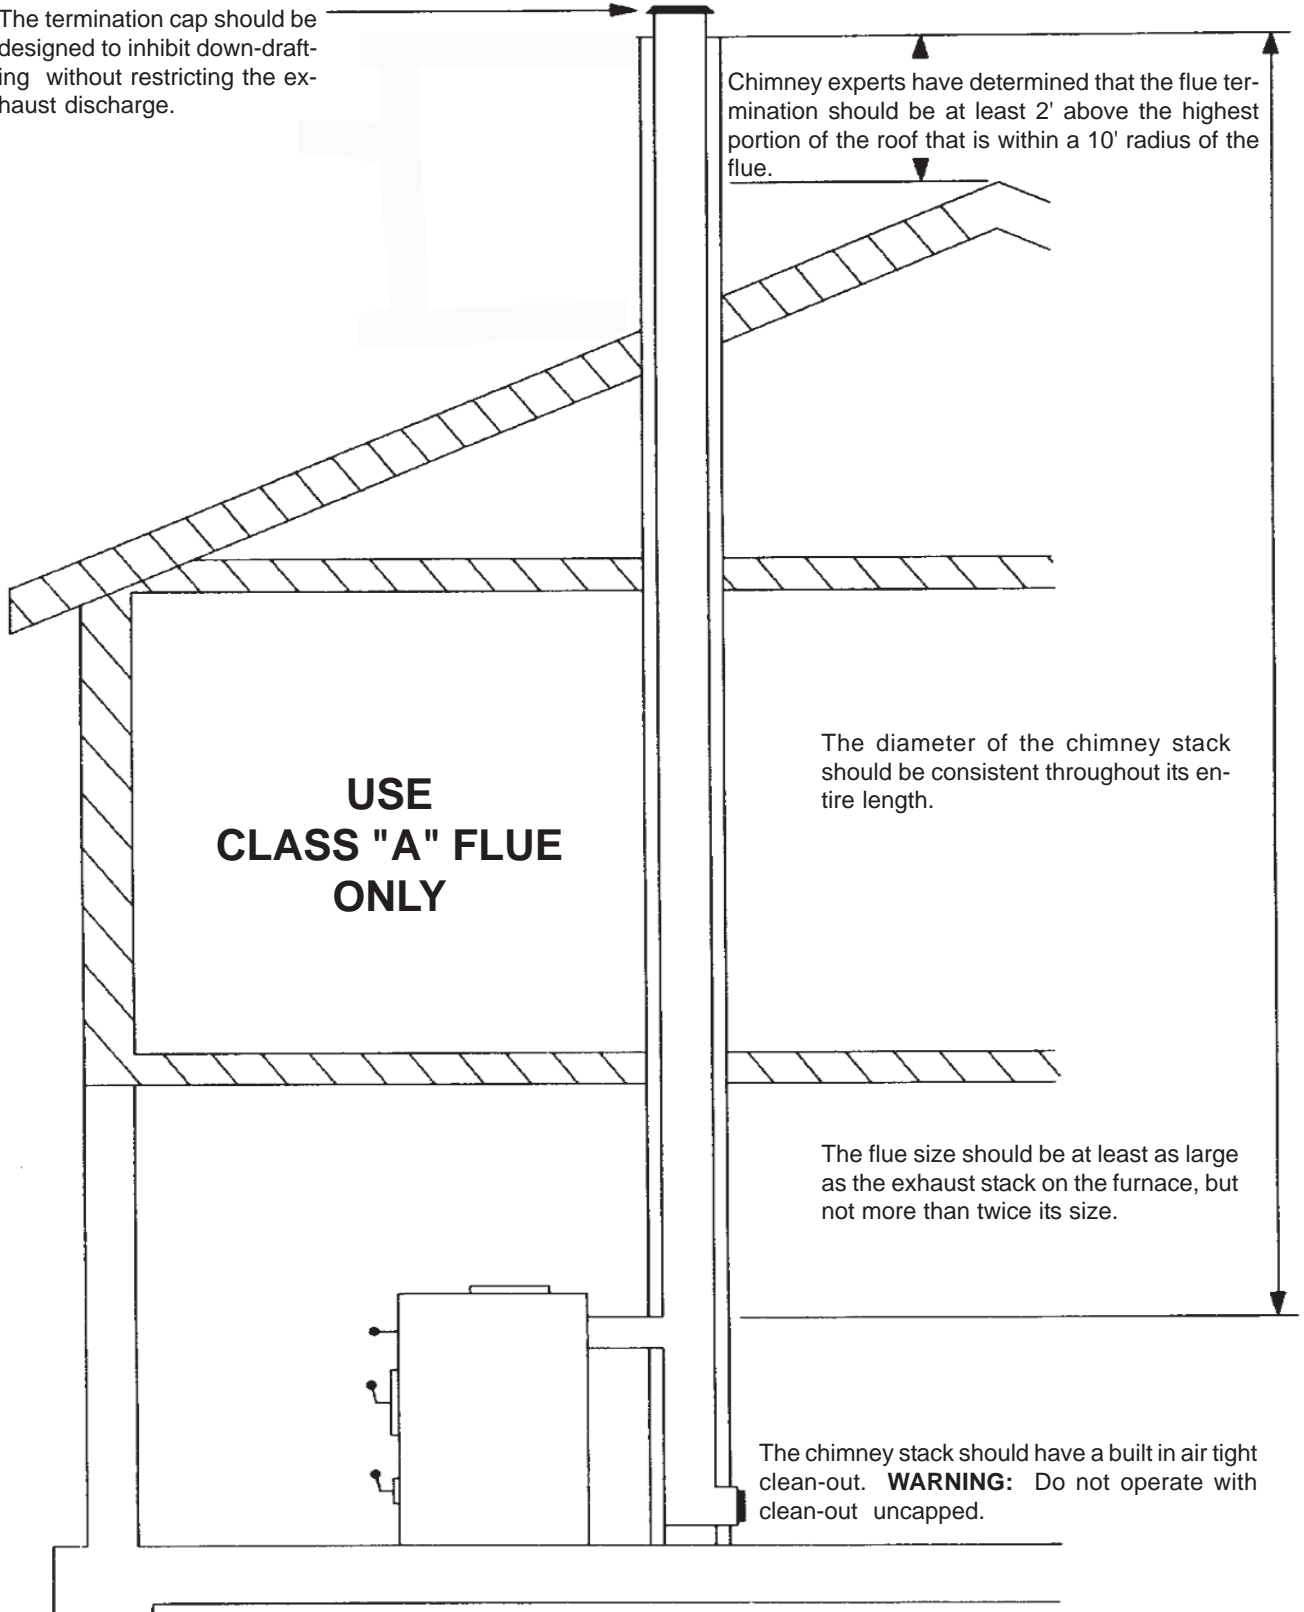 The termination cap should be
designed to inhibit down-draft-
ing without restricting the ex-
haust discharge.
Chimney experts have determined that the flue ter-
mination should be at least 2' above the highest
portion of the roof that is within a 10' radius of the
flue.
The diameter of the chimney stack
should be consistent throughout its en-
tire length.
USE
CLASS "A" FLUE
ONLY
The flue size should be at least as large
as the exhaust stack on the furnace, but
not more than twice its size.
The chimney stack should have a built in air tight
clean-out. WARNING: Do not operate with
clean-out uncapped.